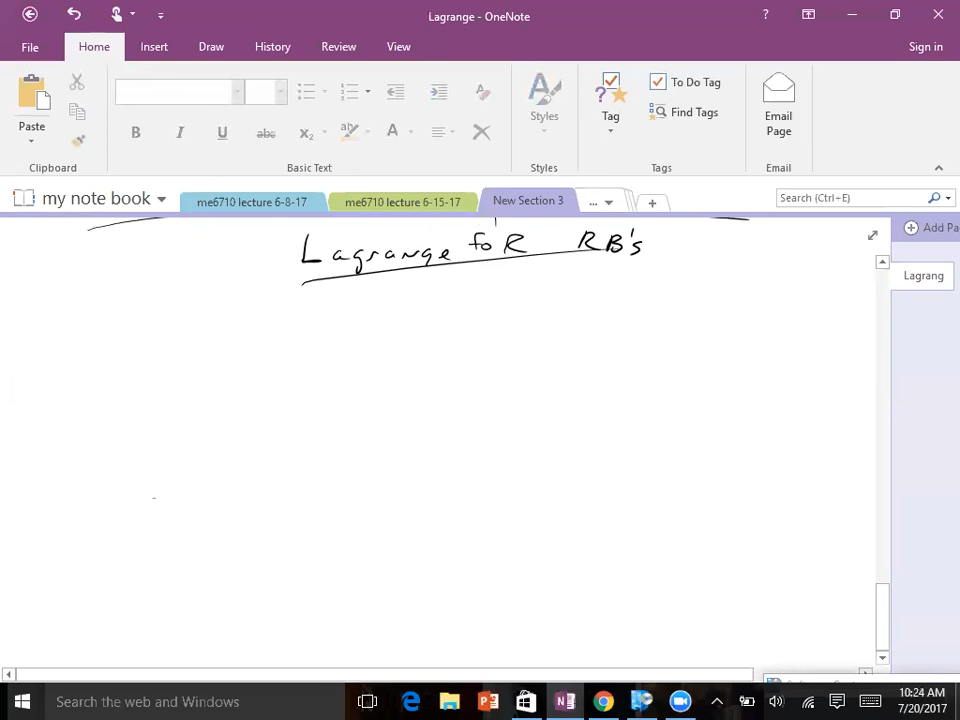 Lagrange - OneNote
?
File
Home
Insert
Draw
History
Review
View
Sign in
Paste
Clipboard
B I U abc x₂ A
Basic Text
Styles
Styles
Tag
To Do Tag
Find Tags
Tags
Email Page
Email
my note book
me6710 lecture 6-8-17
me6710 lecture 6-15-17
New Section 3
...
Search (Ctrl+E)
Add Pa
Lagrang
Lagrange foR RB's
Search the web and Windows
10:24 AM
7/20/2017